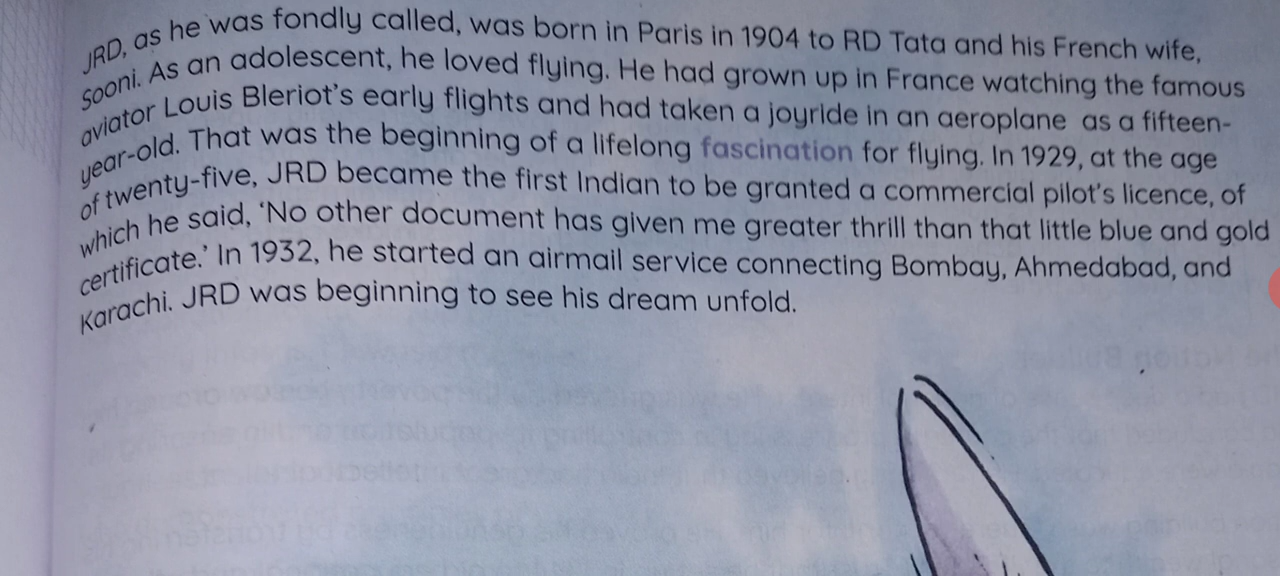 JRD, as he was fondly called, was born in Paris in 1904 to RD Tata and his French wife,
Sooni. As an adolescent, he loved flying. He had grown up in France watching the famous
aviator Louis Bleriot's early flights and had taken a joyride in an aeroplane as a fifteen-
year-old. That was the beginning of a lifelong fascination for flying. In 1929, at the age
of twenty-five, JRD became the first Indian to be granted a commercial pilot's licence, of
which he said, 'No other document has given me greater thrill than that little blue and gold
certificate.' In 1932, he started an airmail service connecting Bombay, Ahmedabad, and
Karachi. JRD was beginning to see his dream unfold.